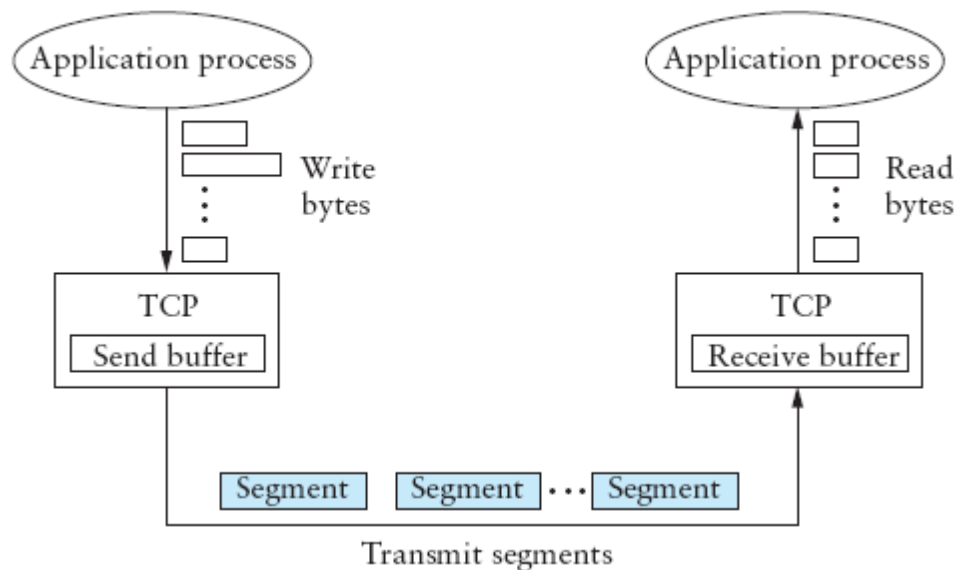 Application process
Application process
Write
bytes
Read
bytes
TCP
Send buffer
TCP
Receive buffer
Segment
Segment
Segment
Transmit segments